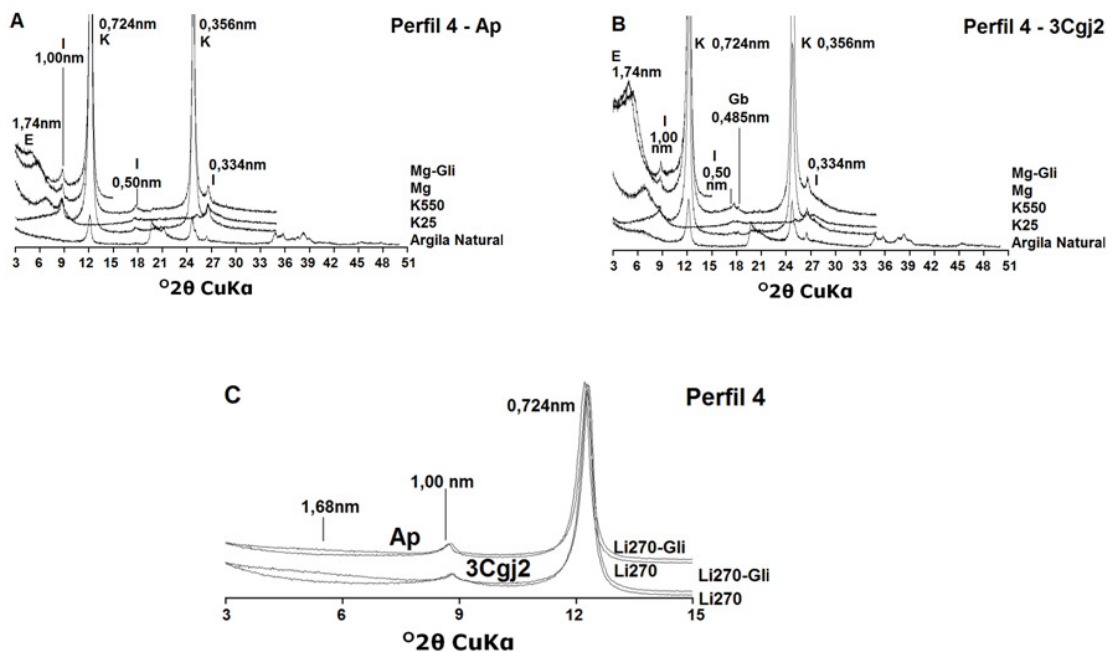 A
Perfil 4 - Ap
0,724nm
K
0,356nm
K
I
1,00nm
1,74nm
E
I
0,50nm
0,334nm
I
Mg-Gli
Mg
K550
K25
Argila Natural
3 6 9 12 15 18 21 24 27 31 33 36 39 42 45 48 51
O2θ CuKα
B
Perfil 4 - 3Cgj2
K 0,724nm
K 0,356nm
E
1,74nm
Gb
0,485nm
I
1,00
nm
I
0,50
nm
0,334nm
I
Mg-Gli
Mg
K550
K25
Argila Natural
3 6 9 12 15 18 21 24 27 31 33 36 39 42 45 48 51
O2θ CuKα
C
Perfil 4
0,724nm
1,00 nm
1,68nm
Ap
3Cgj2
Li270-Gli
Li270
Li270-Gli
Li270
3 6 9 12 15
O2θ CuKα